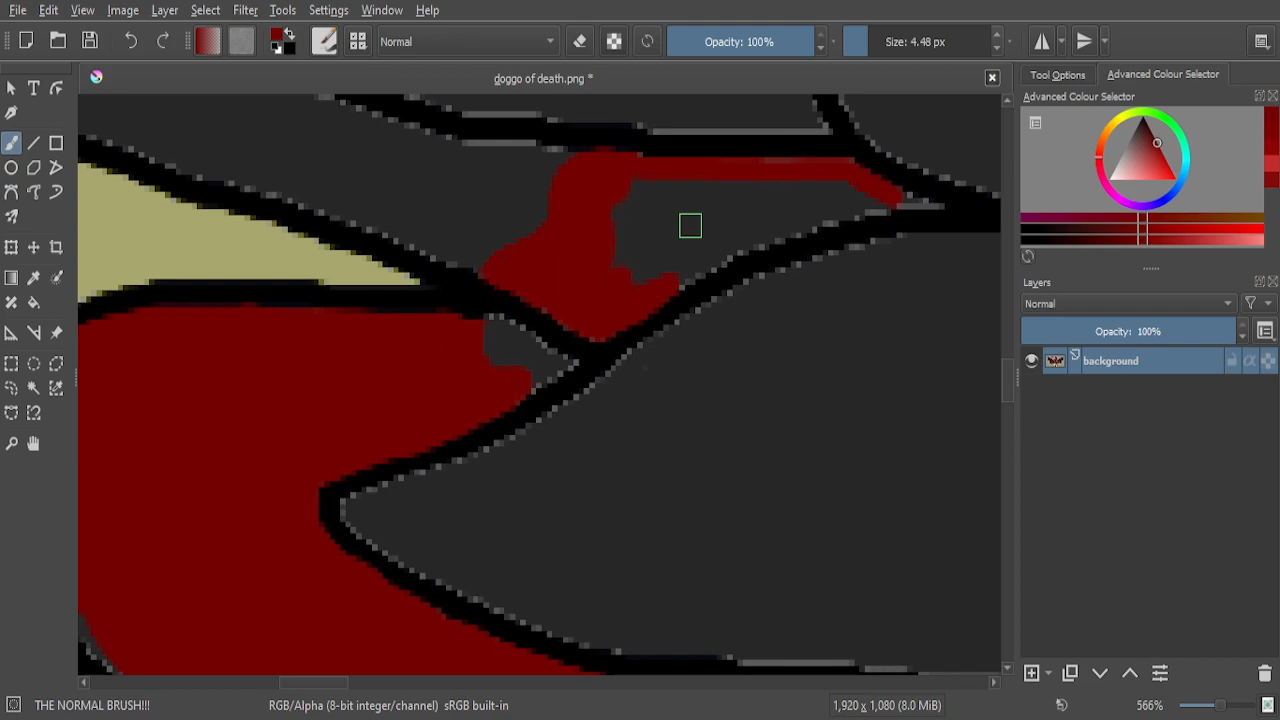 File Edit View Image Layer Select Filter Tools Settings Window Help
Normal Opacity: 100% Size: 4.48 px
doggo of death.png *
Tool Options Advanced Colour Selector
Advanced Colour Selector
Layers
Normal
Opacity: 100%
background
THE NORMAL BRUSH!!! RGB/Alpha (8-bit integer/channel) sRGB built-in 1,920 x 1,080 (8.0 MiB) 566%